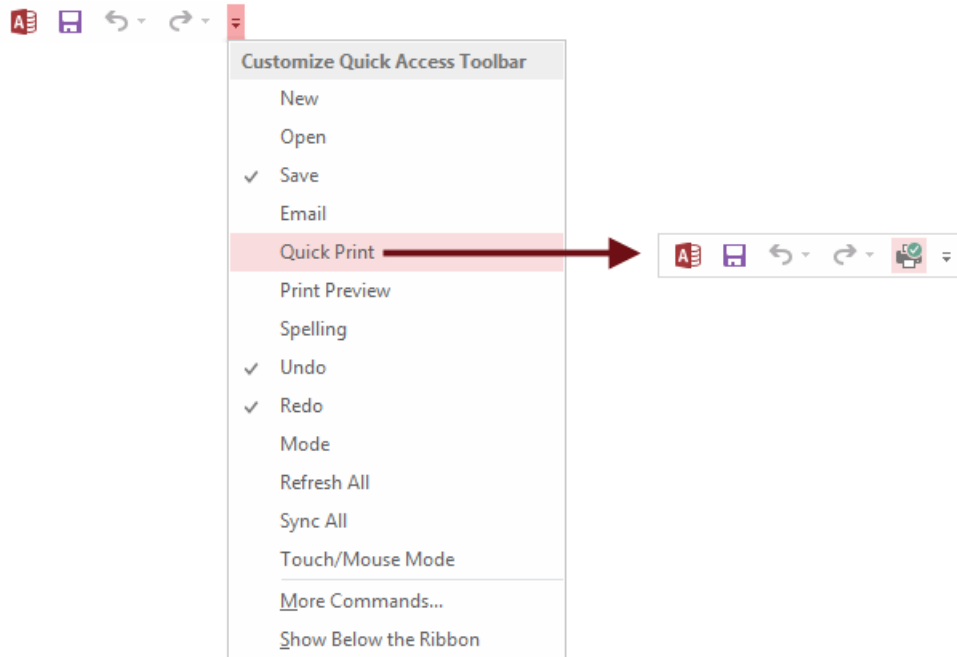 A
Customize Quick Access Toolbar
New
Open
Save
Email
Quick Print
A
Print Preview
Spelling
Undo
Redo
Mode
Refresh All
Sync All
Touch/Mouse Mode
More Commands...
Show Below the Ribbon